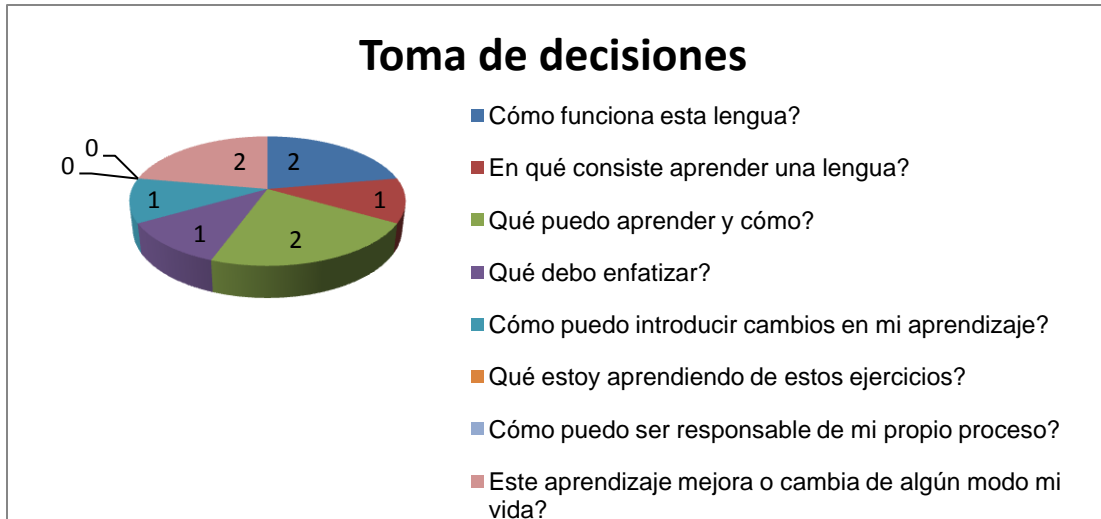 Toma de decisiones
0
0
2
2
1
1
1
2
Cómo funciona esta lengua?
En qué consiste aprender una lengua?
Qué puedo aprender y cómo?
Qué debo enfatizar?
Cómo puedo introducir cambios en mi aprendizaje?
Qué estoy aprendiendo de estos ejercicios?
Cómo puedo ser responsable de mi propio proceso?
Este aprendizaje mejora o cambia de algún modo mi
vida?